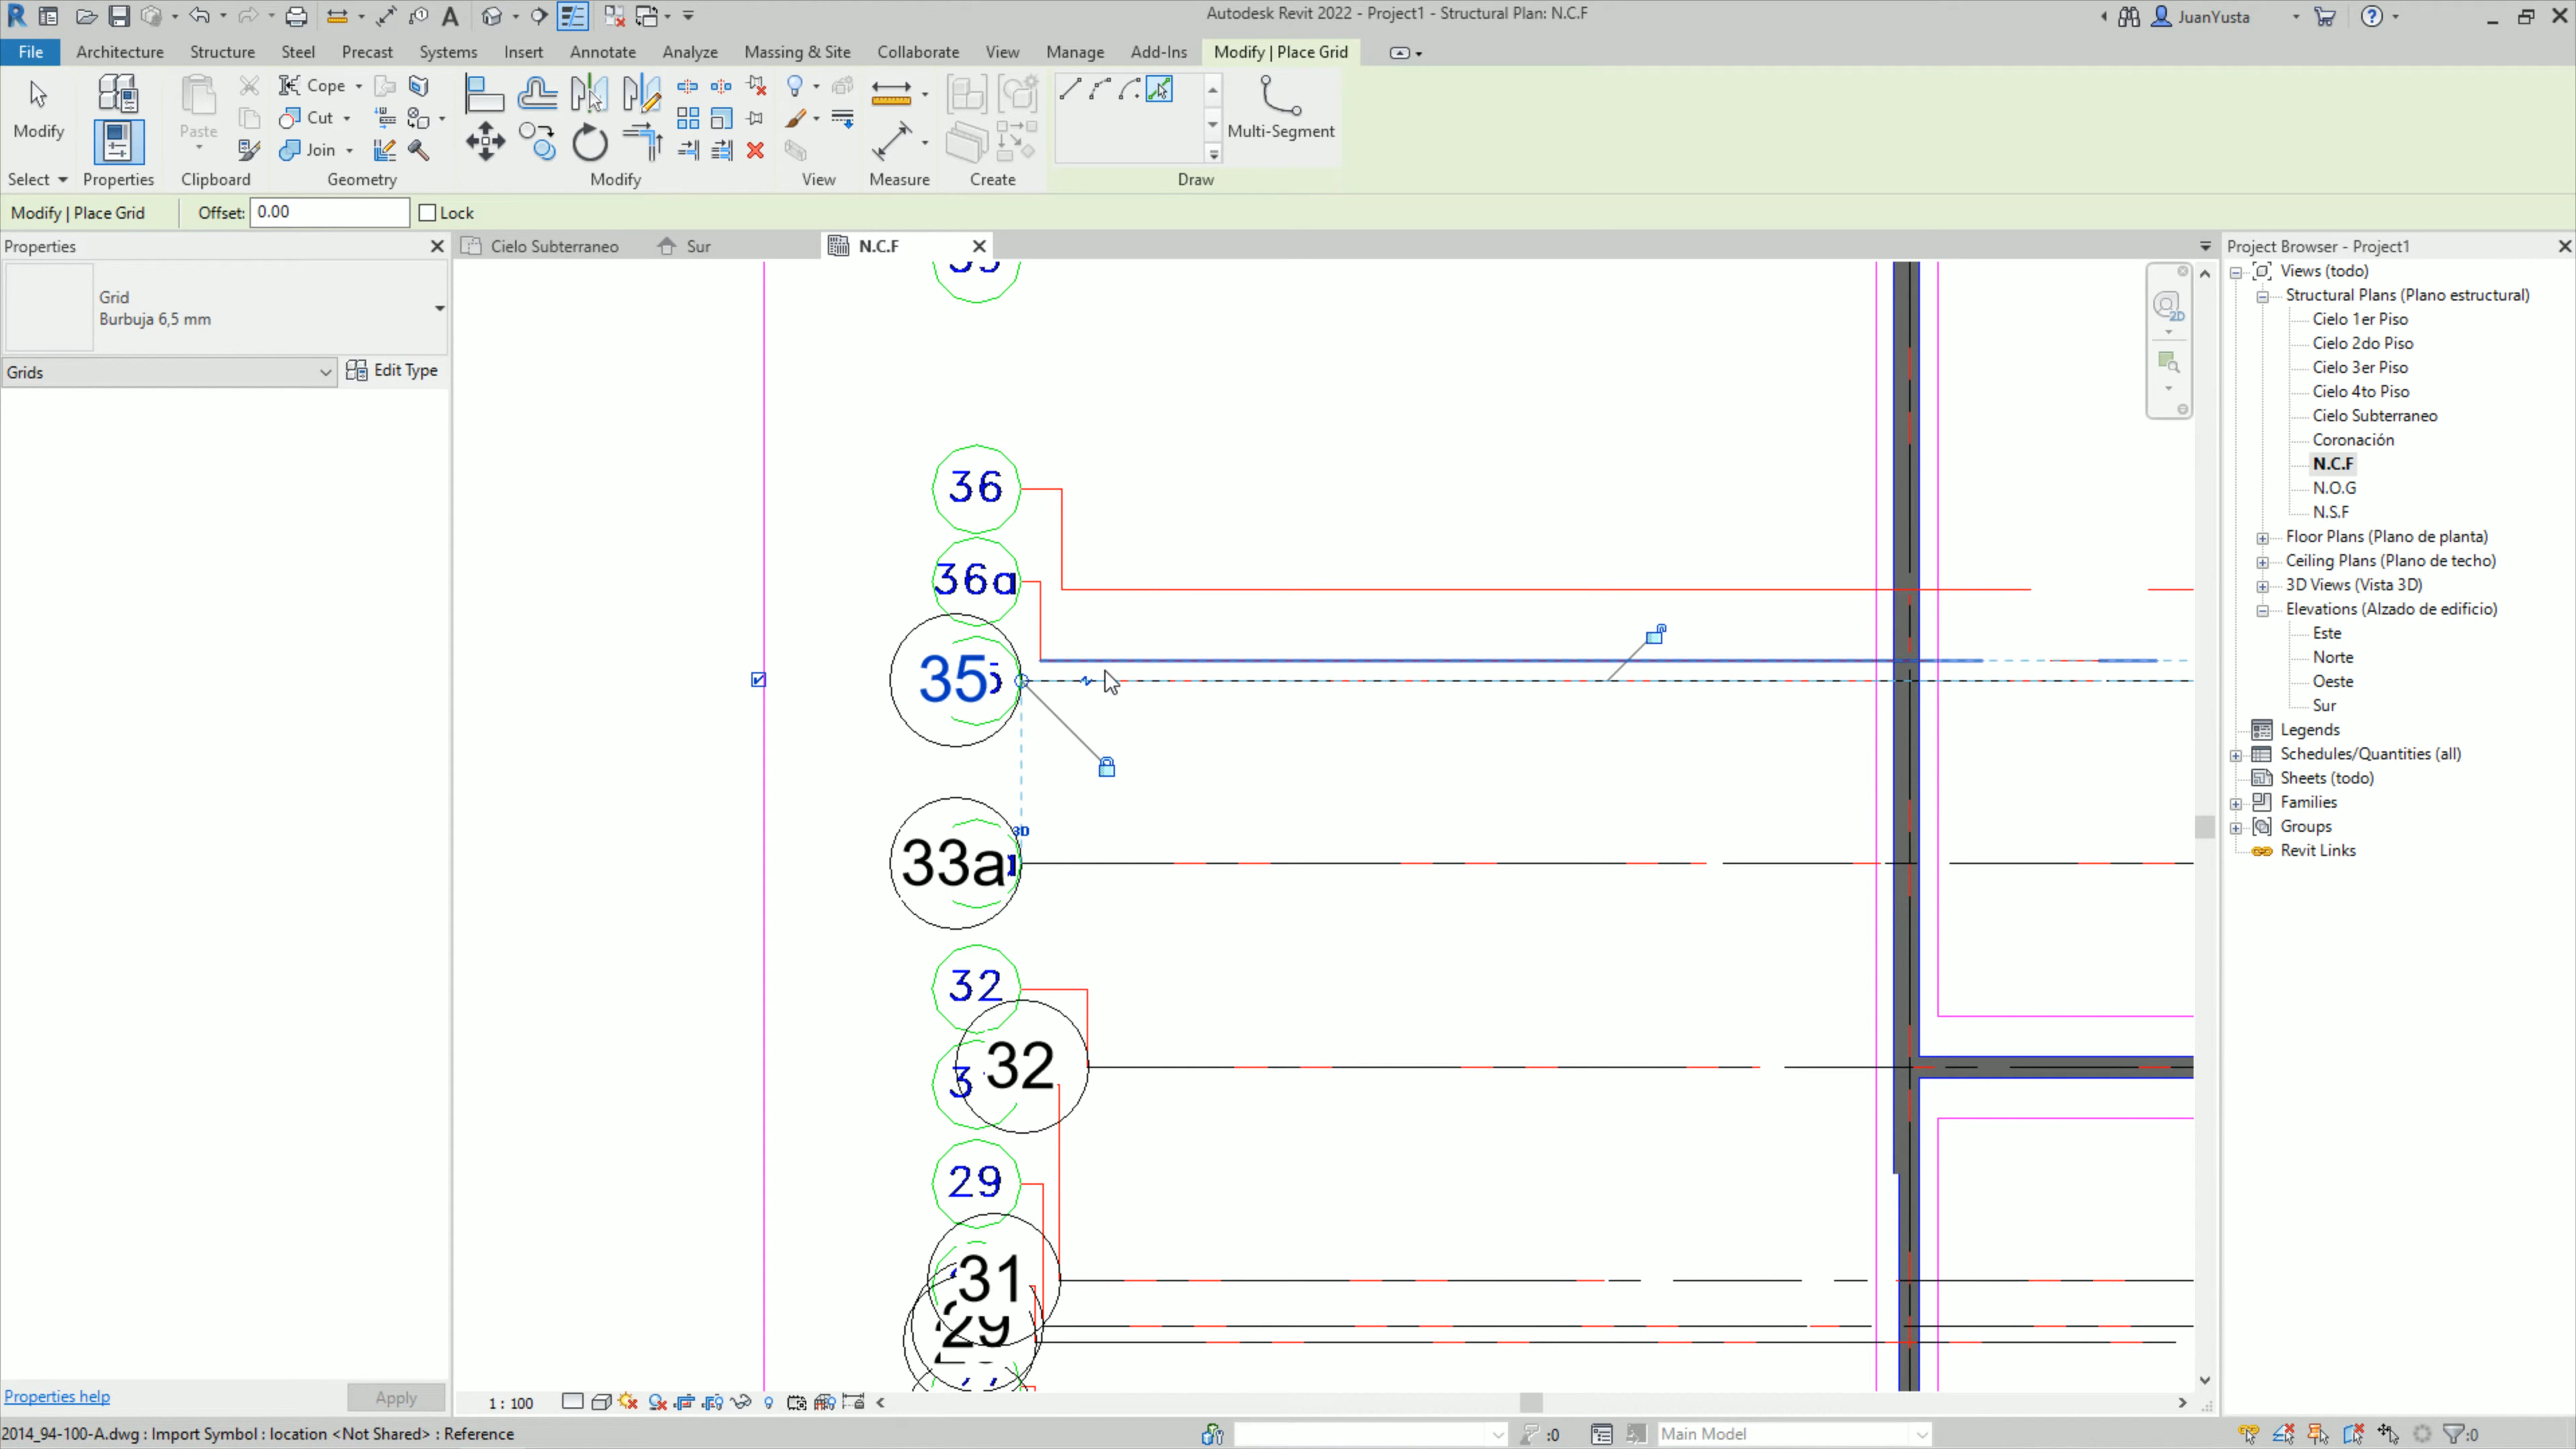 Autodesk Revit 2022 - Project1 - Structural Plan: N.C.F
JuanYusta
File Architecture Structure Steel Precast Systems Insert Annotate Analyze Massing & Site Collaborate View Manage Add-Ins Modify | Place Grid
Modify Paste Cope Cut Join Multi-Segment
Select Properties Clipboard Geometry Modify View Measure Create Draw
Modify | Place Grid Offset: 0.00 Lock
Properties
Cielo Subterraneo Sur N.C.F
Project Browser - Project1
Grid
Burbuja 6,5 mm
Grids Edit Type
Views (todo)
Structural Plans (Plano estructural)
Cielo 1er Piso
Cielo 2do Piso
Cielo 3er Piso
Cielo 4to Piso
Cielo Subterraneo
Coronación
N.C.F
N.O.G
N.S.F
Floor Plans (Plano de planta)
Ceiling Plans (Plano de techo)
3D Views (Vista 3D)
Elevations (Alzado de edificio)
Este
Norte
Oeste
Sur
Legends
Schedules/Quantities (all)
Sheets (todo)
Families
Groups
Revit Links
2D
36
36a
35
3D
33a
32
32
29
31
29
Properties help Apply
1 : 100
2014_94-100-A.dwg : Import Symbol : location <Not Shared> : Reference
:0 Main Model :0